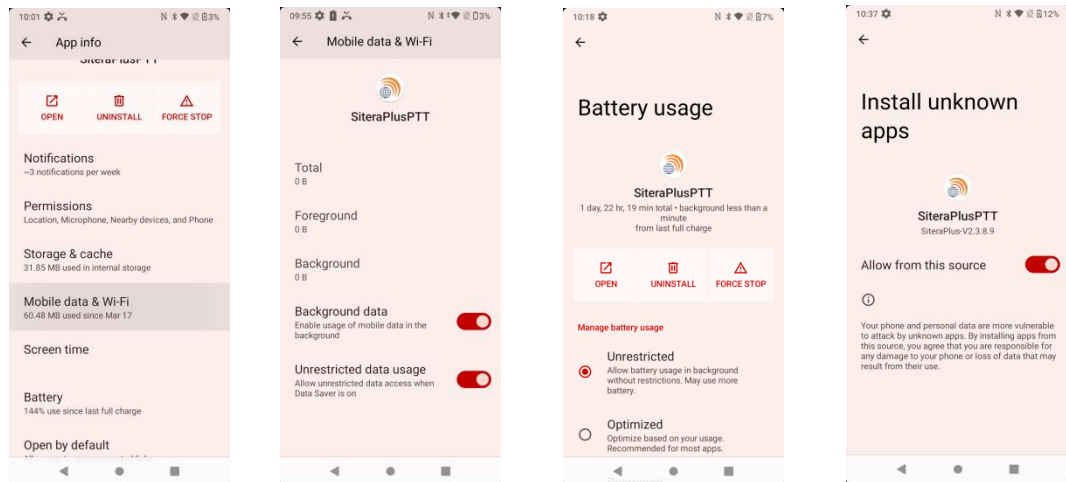 10:01 N 3%
App info
SiteraPlusPTT
OPEN UNINSTALL FORCE STOP
Notifications
~3 notifications per week
Permissions
Location, Microphone, Nearby devices, and Phone
Storage & cache
31.85 MB used in internal storage
Mobile data & Wi-Fi
60.48 MB used since Mar 17
Screen time
Battery
144% use since last full charge
Open by default
09:55 N 3%
Mobile data & Wi-Fi
SiteraPlusPTT
Total
0 B
Foreground
0 B
Background
0 B
Background data
Enable usage of mobile data in the
background
Unrestricted data usage
Allow unrestricted data access when
Data Saver is on
10:18 N 7%
Battery usage
SiteraPlusPTT
1 day, 22 hr, 19 min total • background less than a
minute
from last full charge
OPEN UNINSTALL FORCE STOP
Manage battery usage
Unrestricted
Allow battery usage in background
without restrictions. May use more
battery.
Optimized
Optimize based on your usage.
Recommended for most apps.
10:37 N 12%
Install unknown
apps
SiteraPlusPTT
SiteraPlus-V2.3.8.9
Allow from this source
Your phone and personal data are more vulnerable
to attack by unknown apps. By installing apps from
this source, you agree that you are responsible for
any damage to your phone or loss of data that may
result from their use.